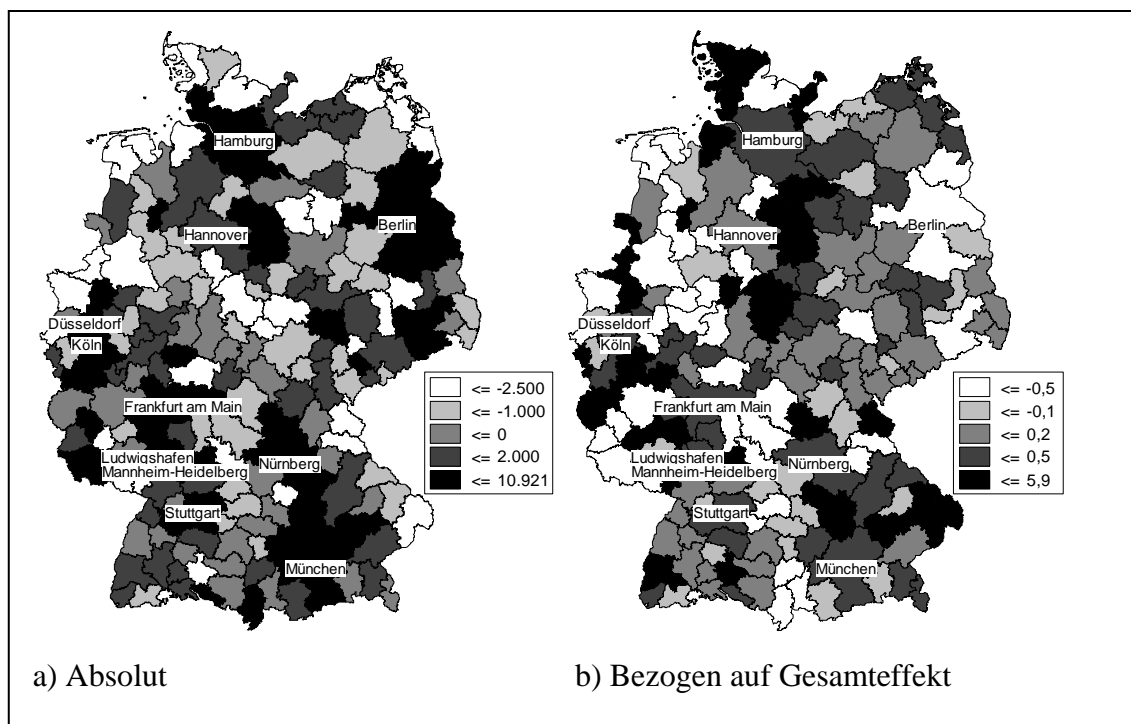 Hamburg
Berlin
Hannover
Düsseldorf
Köln
Frankfurt am Main
Ludwigshafen
Mannheim-Heidelberg
Nürnberg
Stuttgart
München
<= -2.500
<= -1.000
<= 0
<= 2.000
<= 10.921
a) Absolut
Hamburg
Berlin
Hannover
Düsseldorf
Köln
Frankfurt am Main
Ludwigshafen
Mannheim-Heidelberg
Nürnberg
Stuttgart
München
<= -0,5
<= -0,1
<= 0,2
<= 0,5
<= 5,9
b) Bezogen auf Gesamteffekt